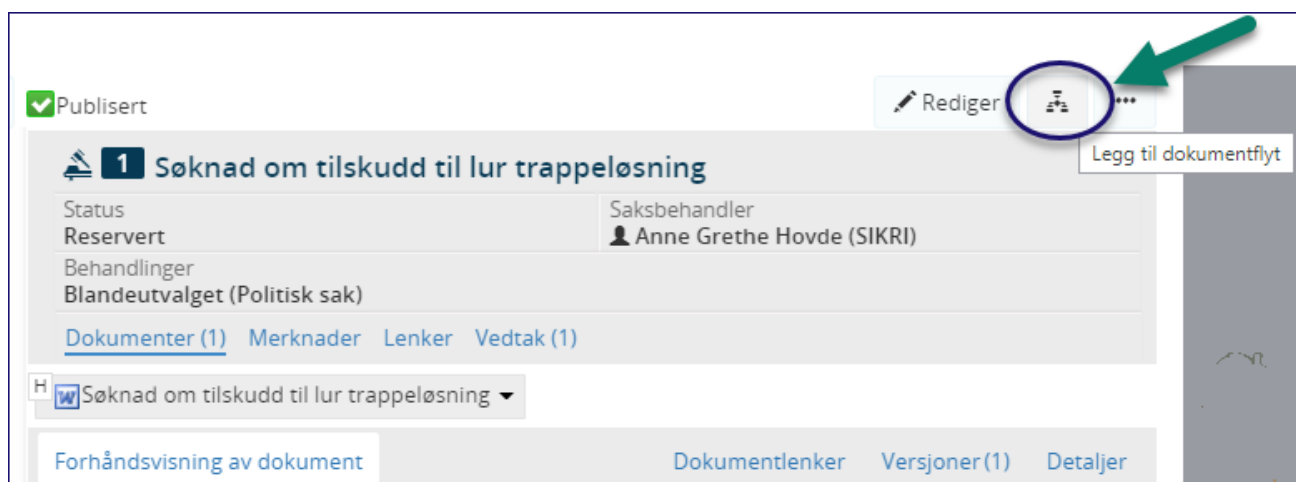 Publisert
Rediger
Legg til dokumentflyt
1 Søknad om tilskudd til lur trappeløsning
Status
Saksbehandler
Reservert
Anne Grethe Hovde (SIKRI)
Behandlinger
Blandeutvalget (Politisk sak)
Dokumenter (1) Merknader Lenker Vedtak (1)
H
Søknad om tilskudd til lur trappeløsning
Forhåndsvisning av dokument
Dokumentlenker Versjoner (1) Detaljer